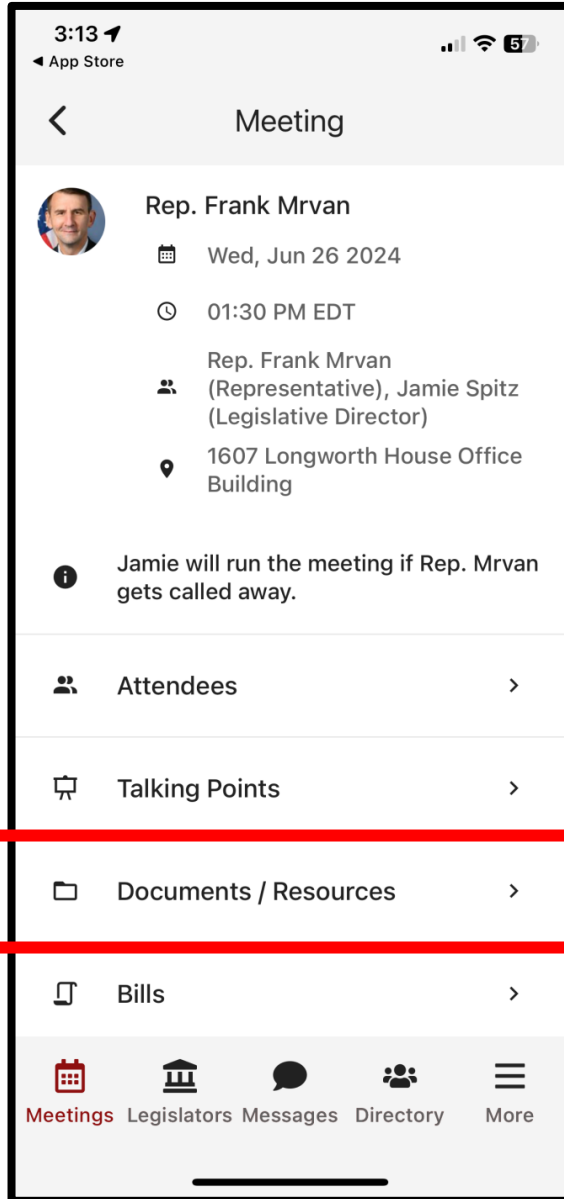 3:13
57
◀ App Store
Meeting
Rep. Frank Mrvan
Wed, Jun 26 2024
01:30 PM EDT
Rep. Frank Mrvan
(Representative), Jamie Spitz
(Legislative Director)
1607 Longworth House Office
Building
Jamie will run the meeting if Rep. Mrvan
gets called away.
Attendees
Talking Points
Documents / Resources
Bills
Meetings Legislators Messages Directory More